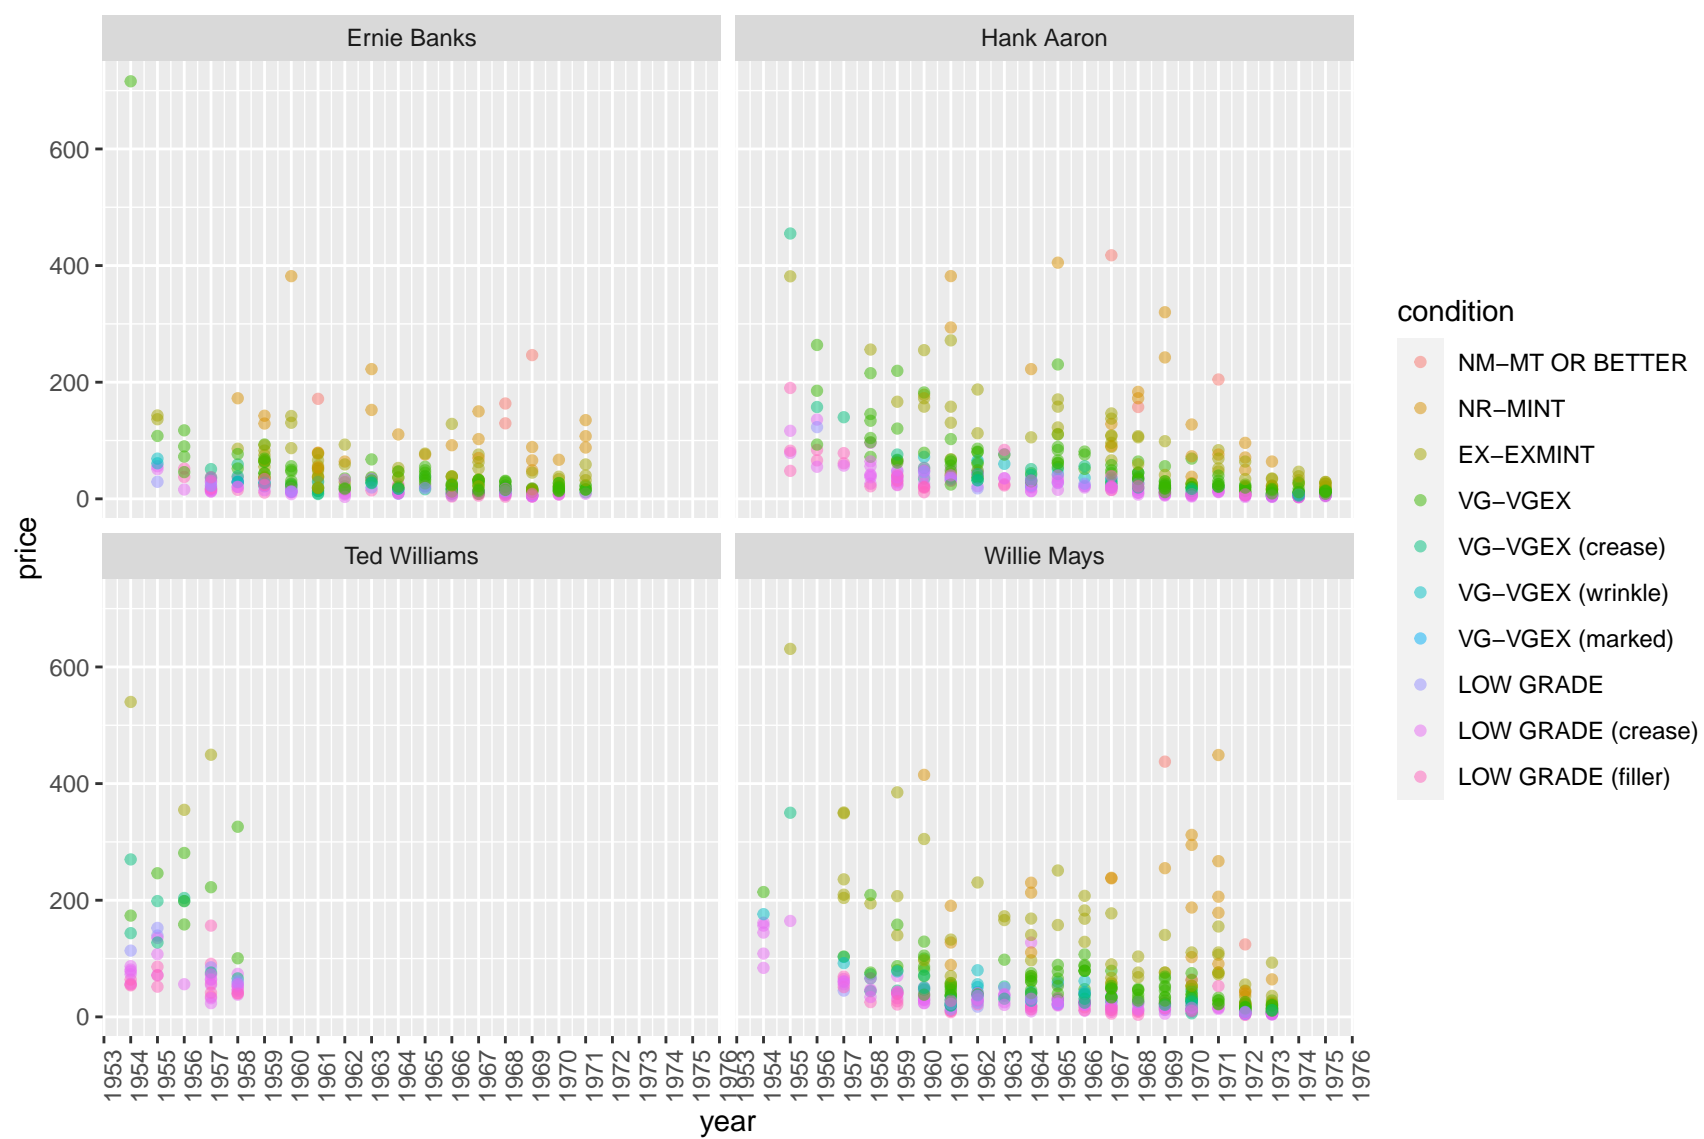 Ernie Banks
Hank Aaron
600
400
200
0
Ted Williams
Willie Mays
600
400
200
0
price
1953 1954 1955 1956 1957 1958 1959 1960 1961 1962 1963 1964 1965 1966 1967 1968 1969 1970 1971 1972 1973 1974 1975 1976
1953 1954 1955 1956 1957 1958 1959 1960 1961 1962 1963 1964 1965 1966 1967 1968 1969 1970 1971 1972 1973 1974 1975 1976
year
condition
NM−MT OR BETTER
NR−MINT
EX−EXMINT
VG−VGEX
VG−VGEX (crease)
VG−VGEX (wrinkle)
VG−VGEX (marked)
LOW GRADE
LOW GRADE (crease)
LOW GRADE (filler)